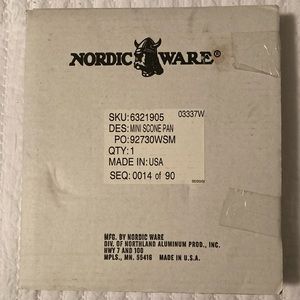 NORDIC WARE®
SKU:6321905 03337W
DES:MINI SCONE PAN
PO:92730WSM
QTY:1
MADE IN:USA
SEQ: 0014 of 90
MFG. BY NORDIC WARE
DIV. OF NORTHLAND ALUMINUM PROD., INC.
HWY 7 AND 100
MPLS., MN. 55416 MADE IN U.S.A.